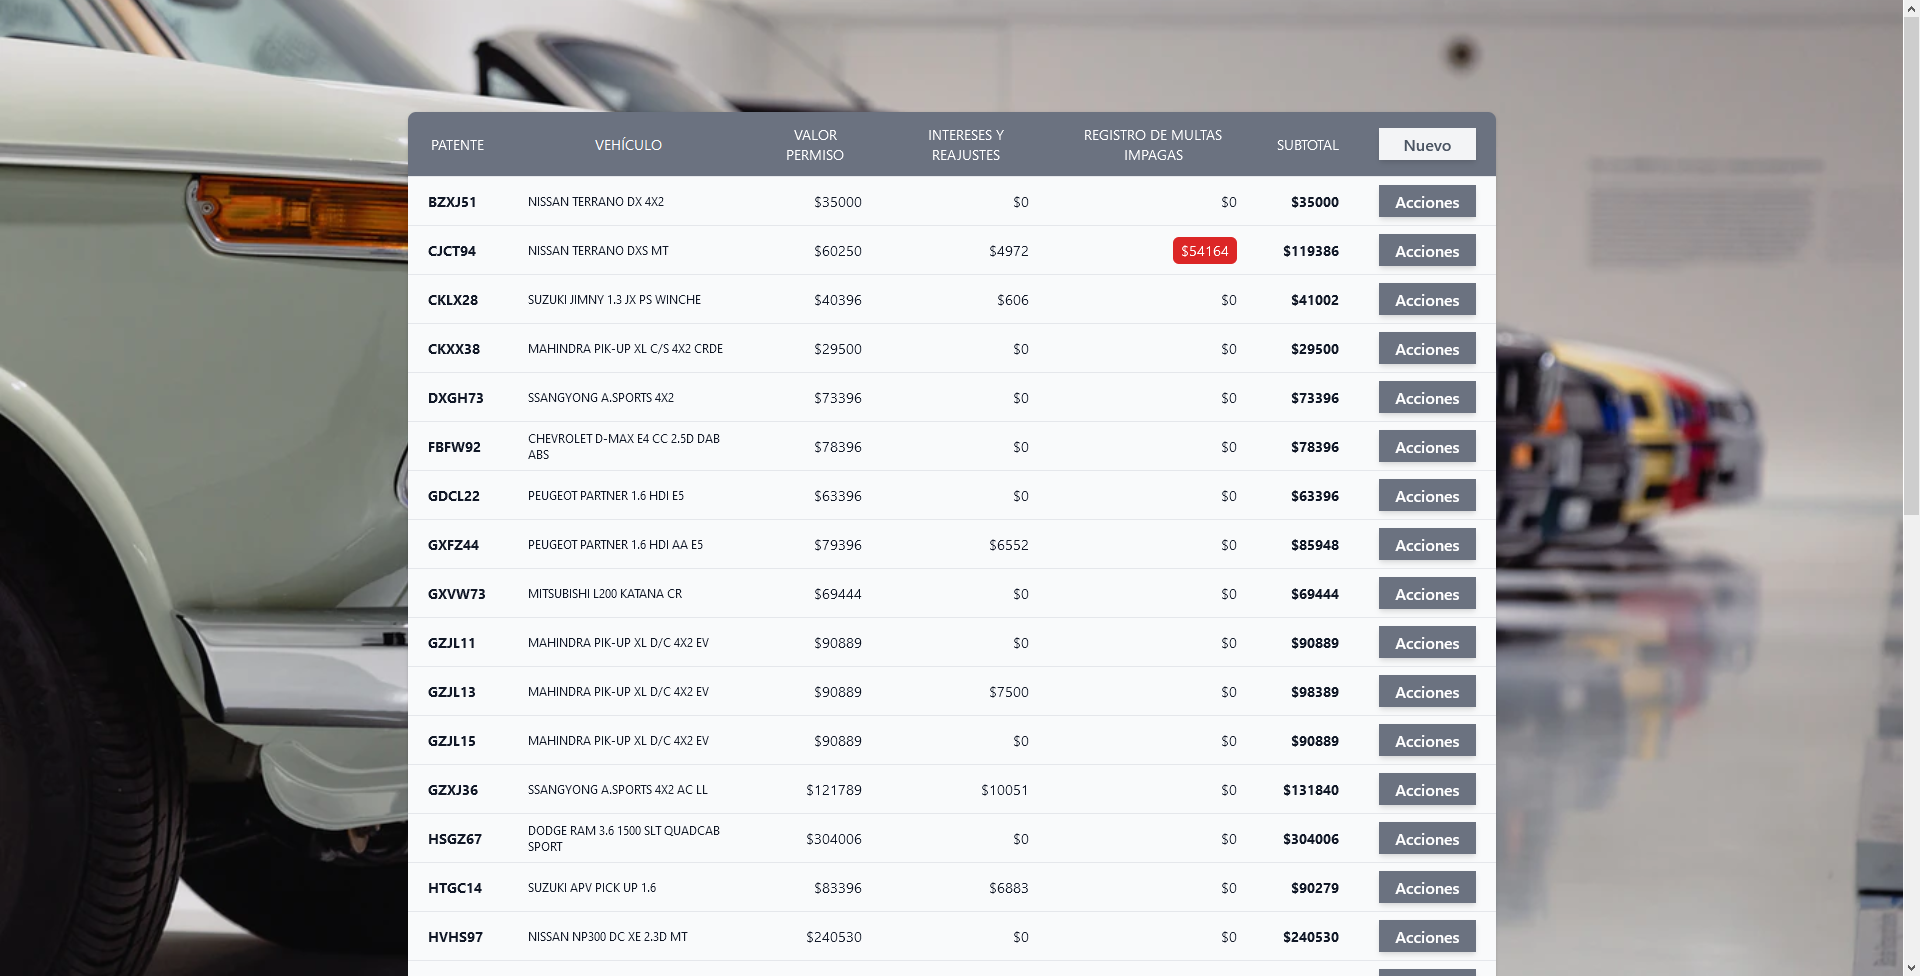 PATENTE VEHÍCULO VALOR PERMISO INTERESES Y REAJUSTES REGISTRO DE MULTAS IMPAGAS SUBTOTAL Nuevo
BZXJ51 NISSAN TERRANO DX 4X2 $35000 $0 $0 $35000 Acciones
CJCT94 NISSAN TERRANO DXS MT $60250 $4972 $54164 $119386 Acciones
CKLX28 SUZUKI JIMNY 1.3 JX PS WINCHE $40396 $606 $0 $41002 Acciones
CKXX38 MAHINDRA PIK-UP XL C/S 4X2 CRDE $29500 $0 $0 $29500 Acciones
DXGH73 SSANGYONG A.SPORTS 4X2 $73396 $0 $0 $73396 Acciones
FBFW92 CHEVROLET D-MAX E4 CC 2.5D DAB ABS $78396 $0 $0 $78396 Acciones
GDCL22 PEUGEOT PARTNER 1.6 HDI E5 $63396 $0 $0 $63396 Acciones
GXFZ44 PEUGEOT PARTNER 1.6 HDI AA E5 $79396 $6552 $0 $85948 Acciones
GXVW73 MITSUBISHI L200 KATANA CR $69444 $0 $0 $69444 Acciones
GZJL11 MAHINDRA PIK-UP XL D/C 4X2 EV $90889 $0 $0 $90889 Acciones
GZJL13 MAHINDRA PIK-UP XL D/C 4X2 EV $90889 $7500 $0 $98389 Acciones
GZJL15 MAHINDRA PIK-UP XL D/C 4X2 EV $90889 $0 $0 $90889 Acciones
GZXJ36 SSANGYONG A.SPORTS 4X2 AC LL $121789 $10051 $0 $131840 Acciones
HSGZ67 DODGE RAM 3.6 1500 SLT QUADCAB SPORT $304006 $0 $0 $304006 Acciones
HTGC14 SUZUKI APV PICK UP 1.6 $83396 $6883 $0 $90279 Acciones
HVHS97 NISSAN NP300 DC XE 2.3D MT $240530 $0 $0 $240530 Acciones